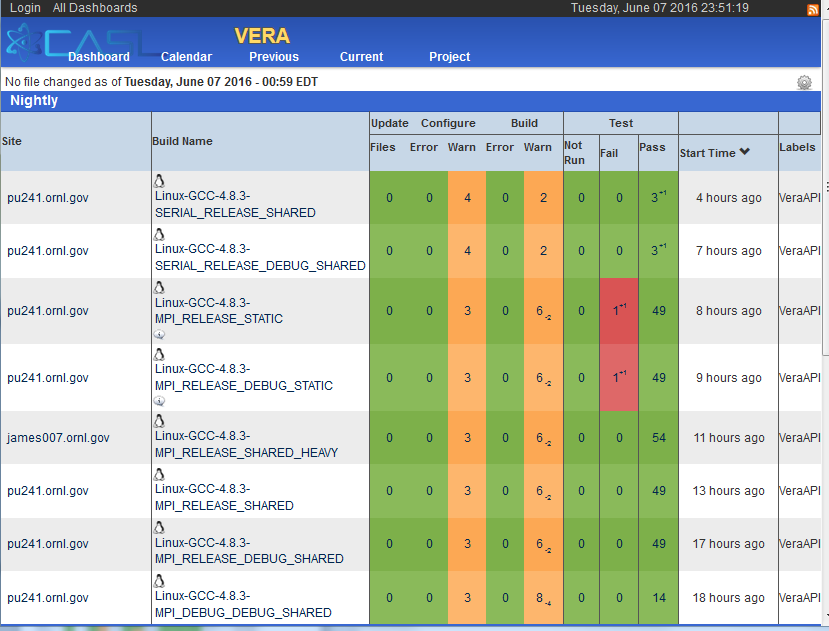 Login All Dashboards Tuesday, June 07 2016 23:51:19
CASL VERA
Dashboard Calendar Previous Current Project
No file changed as of Tuesday, June 07 2016 - 00:59 EDT
Nightly
Site Build Name Update Configure Build Test Start Time Labels
Files Error Warn Error Warn Not Run Fail Pass
pu241.ornl.gov Linux-GCC-4.8.3- 0 0 4 0 2 0 0 3 +1 4 hours ago VeraAPI
SERIAL_RELEASE_SHARED
pu241.ornl.gov Linux-GCC-4.8.3- 0 0 4 0 2 0 0 3 +1 7 hours ago VeraAPI
SERIAL_RELEASE_DEBUG_SHARED
pu241.ornl.gov Linux-GCC-4.8.3- 0 0 3 0 6 -2 0 1 +1 49 8 hours ago VeraAPI
MPI_RELEASE_STATIC
pu241.ornl.gov Linux-GCC-4.8.3- 0 0 3 0 6 -2 0 1 +1 49 9 hours ago VeraAPI
MPI_RELEASE_DEBUG_STATIC
james007.ornl.gov Linux-GCC-4.8.3- 0 0 3 0 6 -2 0 0 54 11 hours ago VeraAPI
MPI_RELEASE_SHARED_HEAVY
pu241.ornl.gov Linux-GCC-4.8.3- 0 0 3 0 6 -2 0 0 49 13 hours ago VeraAPI
MPI_RELEASE_SHARED
pu241.ornl.gov Linux-GCC-4.8.3- 0 0 3 0 6 -2 0 0 49 17 hours ago VeraAPI
MPI_RELEASE_DEBUG_SHARED
pu241.ornl.gov Linux-GCC-4.8.3- 0 0 3 0 8 -4 0 0 14 18 hours ago VeraAPI
MPI_DEBUG_DEBUG_SHARED